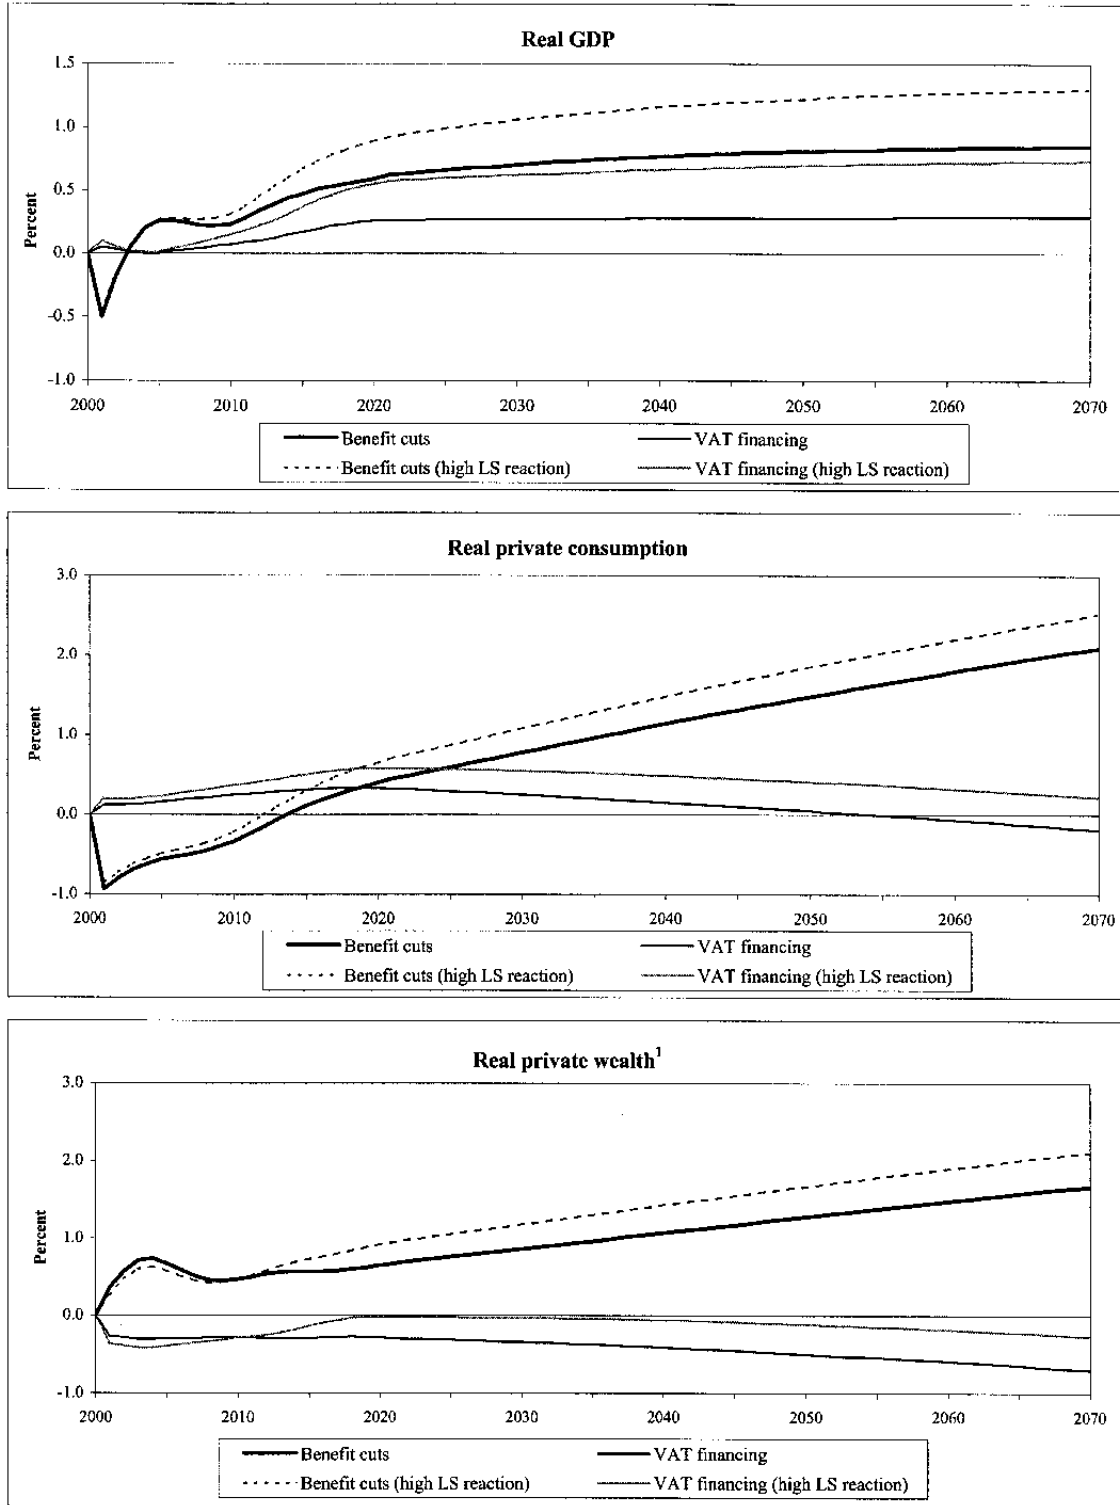 Real GDP
1.5
1.0
0.5
0.0
-0.5
-1.0
Percent
2000 2010 2020 2030 2040 2050 2060 2070
Benefit cuts VAT financing
Benefit cuts (high LS reaction) VAT financing (high LS reaction)
Real private consumption
3.0
2.0
1.0
0.0
-1.0
Percent
2000 2010 2020 2030 2040 2050 2060 2070
Benefit cuts VAT financing
Benefit cuts (high LS reaction) VAT financing (high LS reaction)
Real private wealth¹
3.0
2.0
1.0
0.0
-1.0
Percent
2000 2010 2020 2030 2040 2050 2060 2070
Benefit cuts VAT financing
Benefit cuts (high LS reaction) VAT financing (high LS reaction)